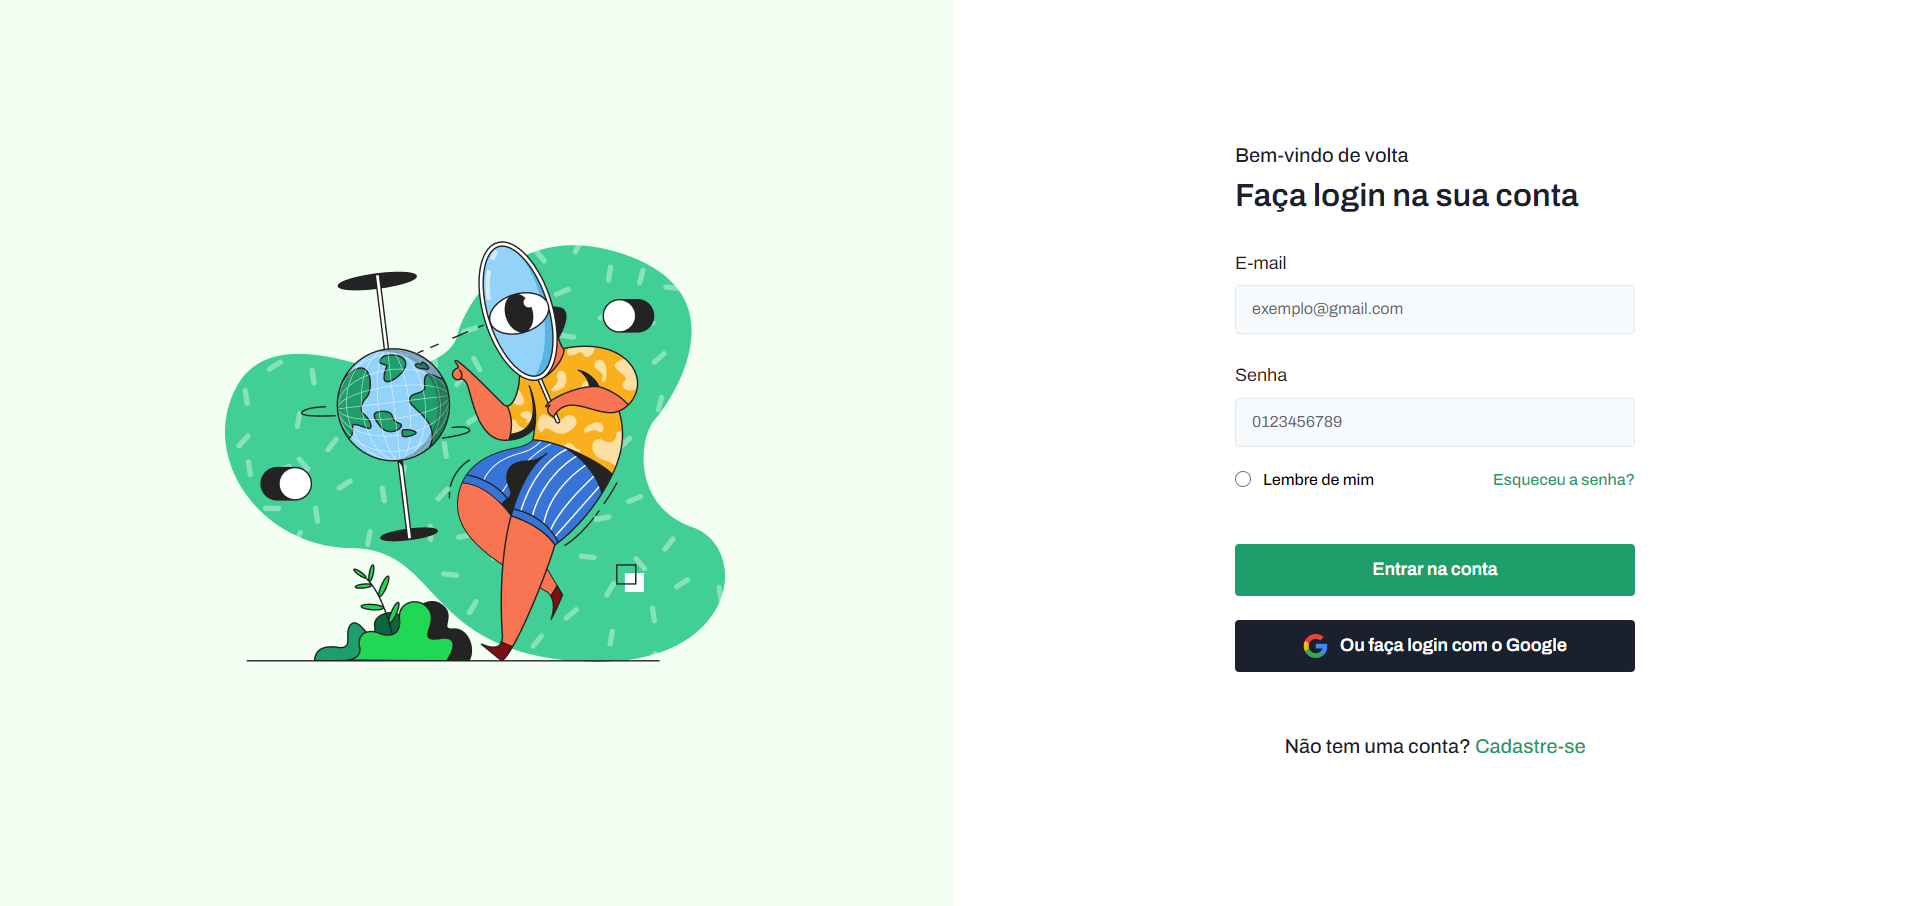 Bem-vindo de volta
Faça login na sua conta
E-mail
exemplo@gmail.com
Senha
0123456789
Lembre de mim Esqueceu a senha?
Entrar na conta
Ou faça login com o Google
Não tem uma conta? Cadastre-se